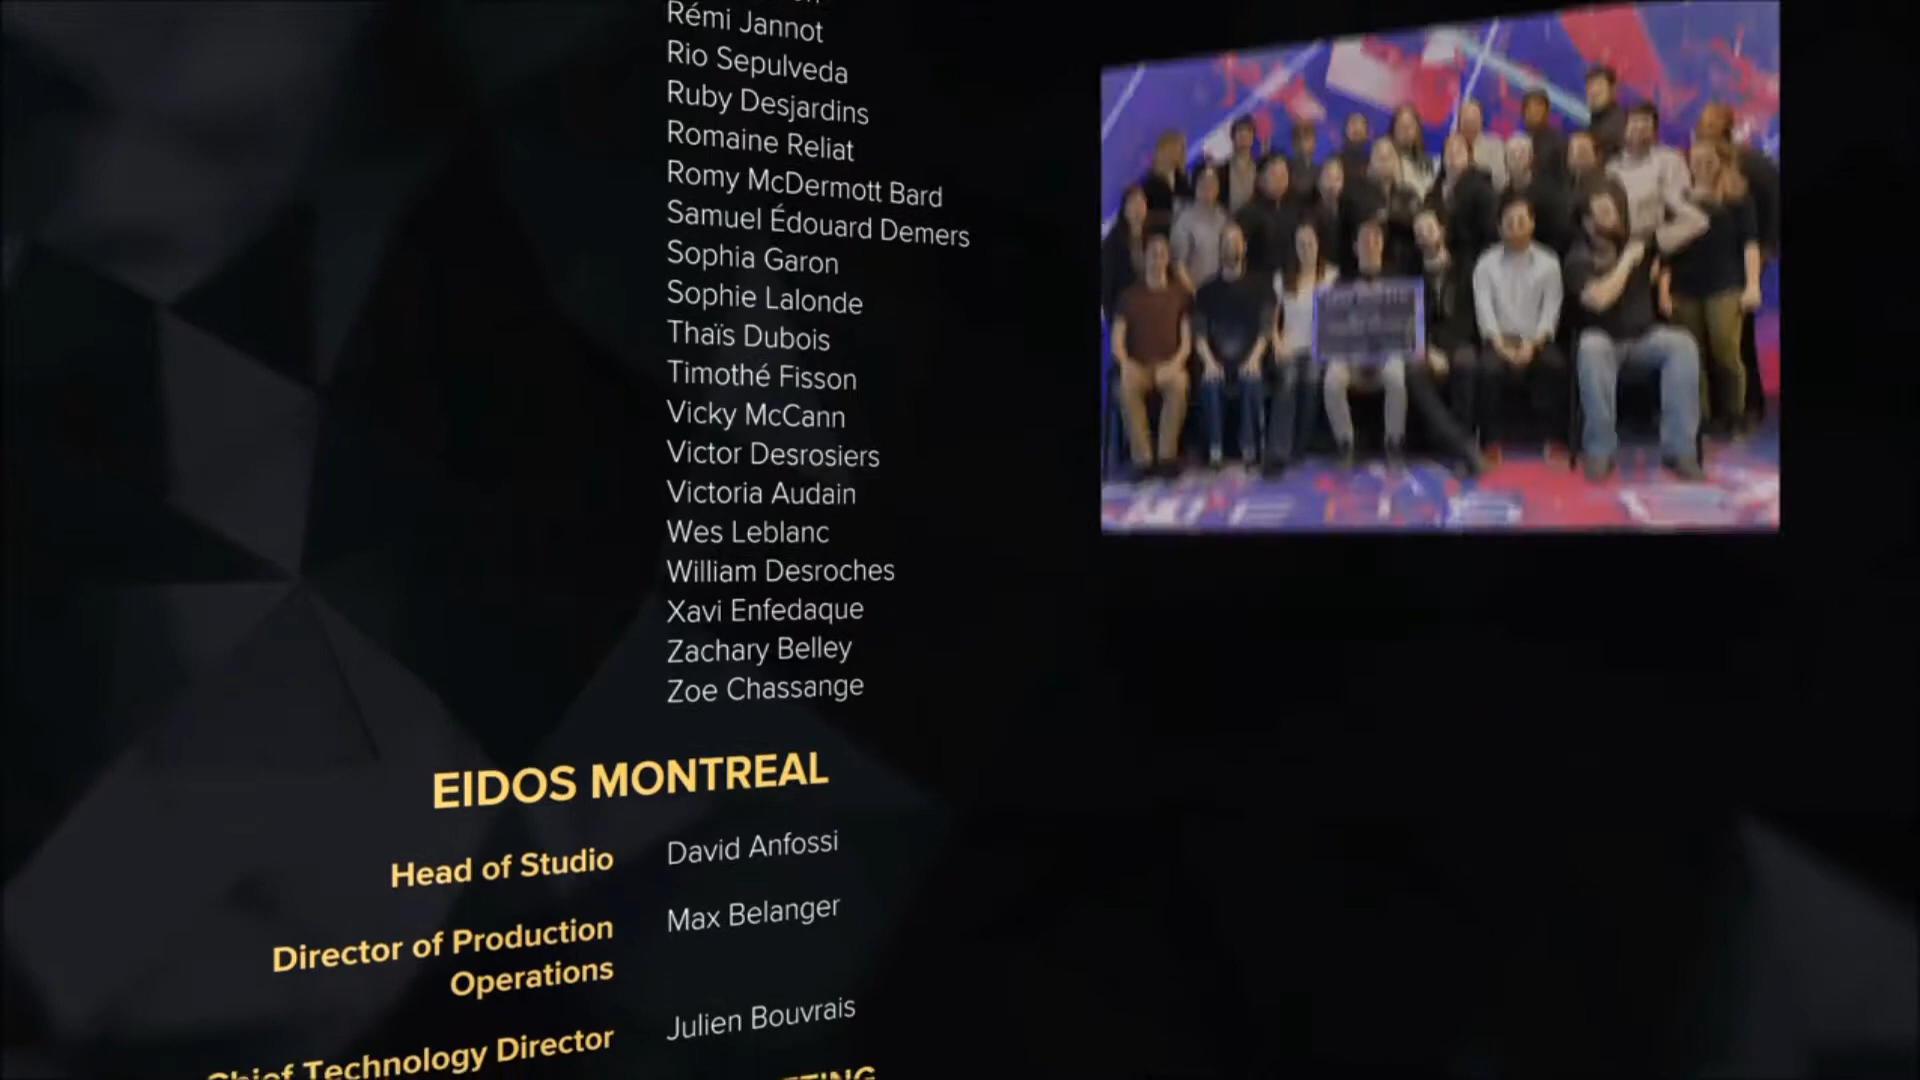 Rémi Jannot
Rio Sepulveda
Ruby Desjardins
Romaine Reliat
Romy McDermott Bard
Samuel Édouard Demers
Sophia Garon
Sophie Lalonde
Thaïs Dubois
Timothé Fisson
Vicky McCann
Victor Desrosiers
Victoria Audain
Wes Leblanc
William Desroches
Xavi Enfedaque
Zachary Belley
Zoe Chassange
EIDOS MONTREAL
Head of Studio David Anfossi
Director of Production Max Belanger
Operations
Chief Technology Director Julien Bouvrais